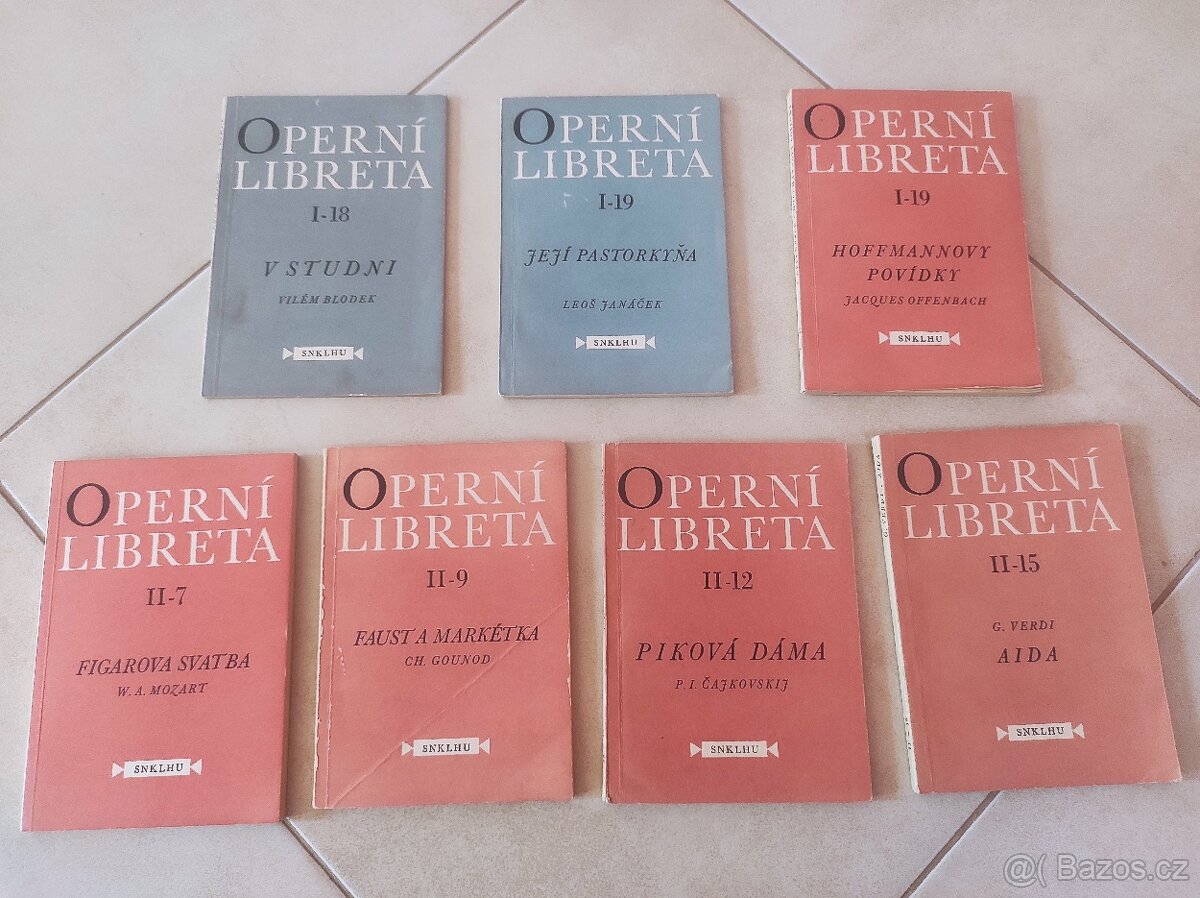 OPERNÍ
LIBRETA
I-18
V STUDNI
VILÉM BLODEK
SNKLHU
OPERNÍ
LIBRETA
I-19
JEJÍ PASTORKYŇA
LEOŠ JANÁČEK
SNKLHU
OPERNÍ
LIBRETA
I-19
HOFFMANNOVY
POVÍDKY
JACQUES OFFENBACH
SNKLHU
OPERNÍ
LIBRETA
II-7
FIGAROVA SVATBA
W. A. MOZART
SNKLHU
OPERNÍ
LIBRETA
II-9
FAUST A MARKÉTKA
CH. GOUNOD
SNKLHU
OPERNÍ
LIBRETA
II-12
PIKOVÁ DÁMA
P. I. ČAJKOVSKIJ
SNKLHU
G. VERDI · AIDA
OPERNÍ
LIBRETA
II-15
G. VERDI
AIDA
SNKLHU
@( Bazos.cz